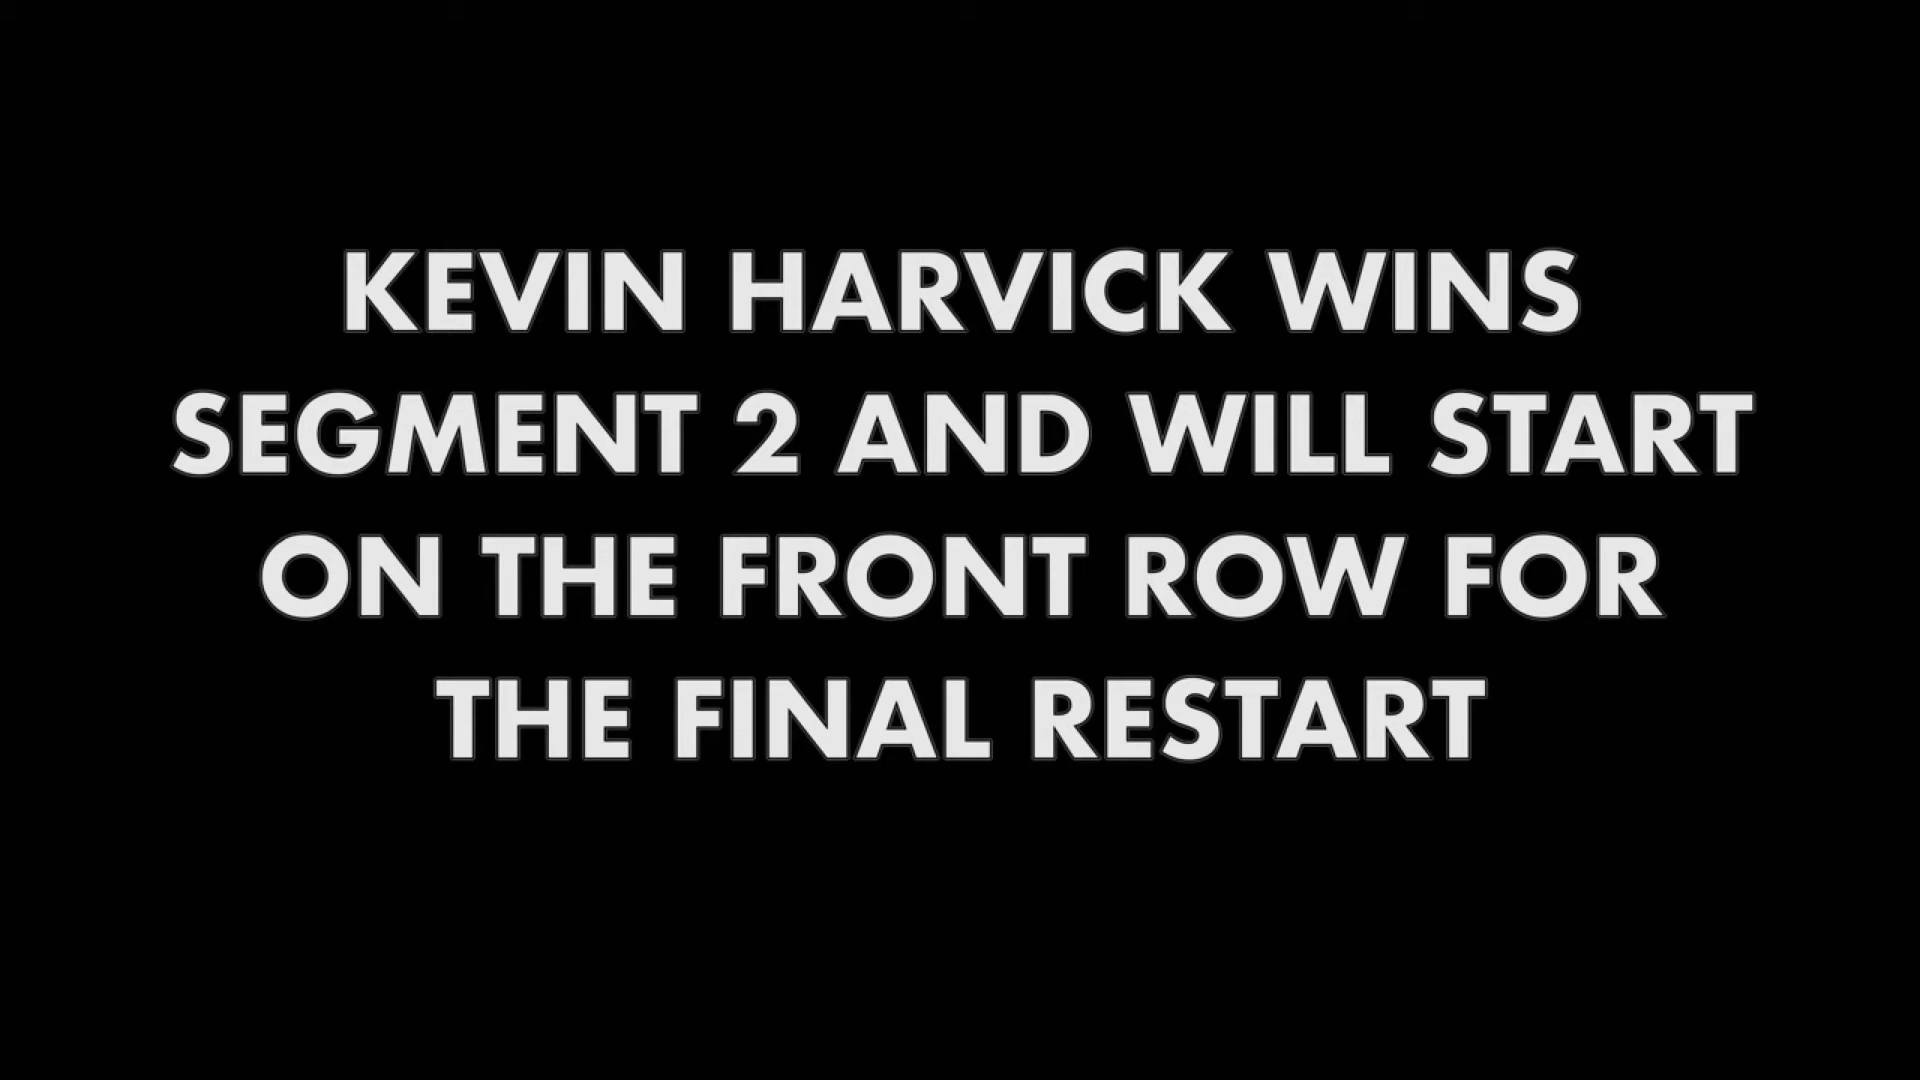 KEVIN HARVICK WINS
SEGMENT 2 AND WILL START
ON THE FRONT ROW FOR
THE FINAL RESTART